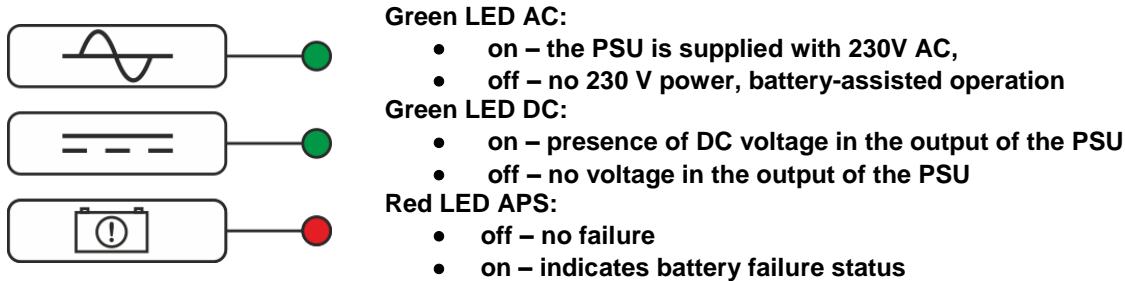 Green LED AC:
• on – the PSU is supplied with 230V AC,
• off – no 230 V power, battery-assisted operation
Green LED DC:
• on – presence of DC voltage in the output of the PSU
• off – no voltage in the output of the PSU
Red LED APS:
• off – no failure
• on – indicates battery failure status